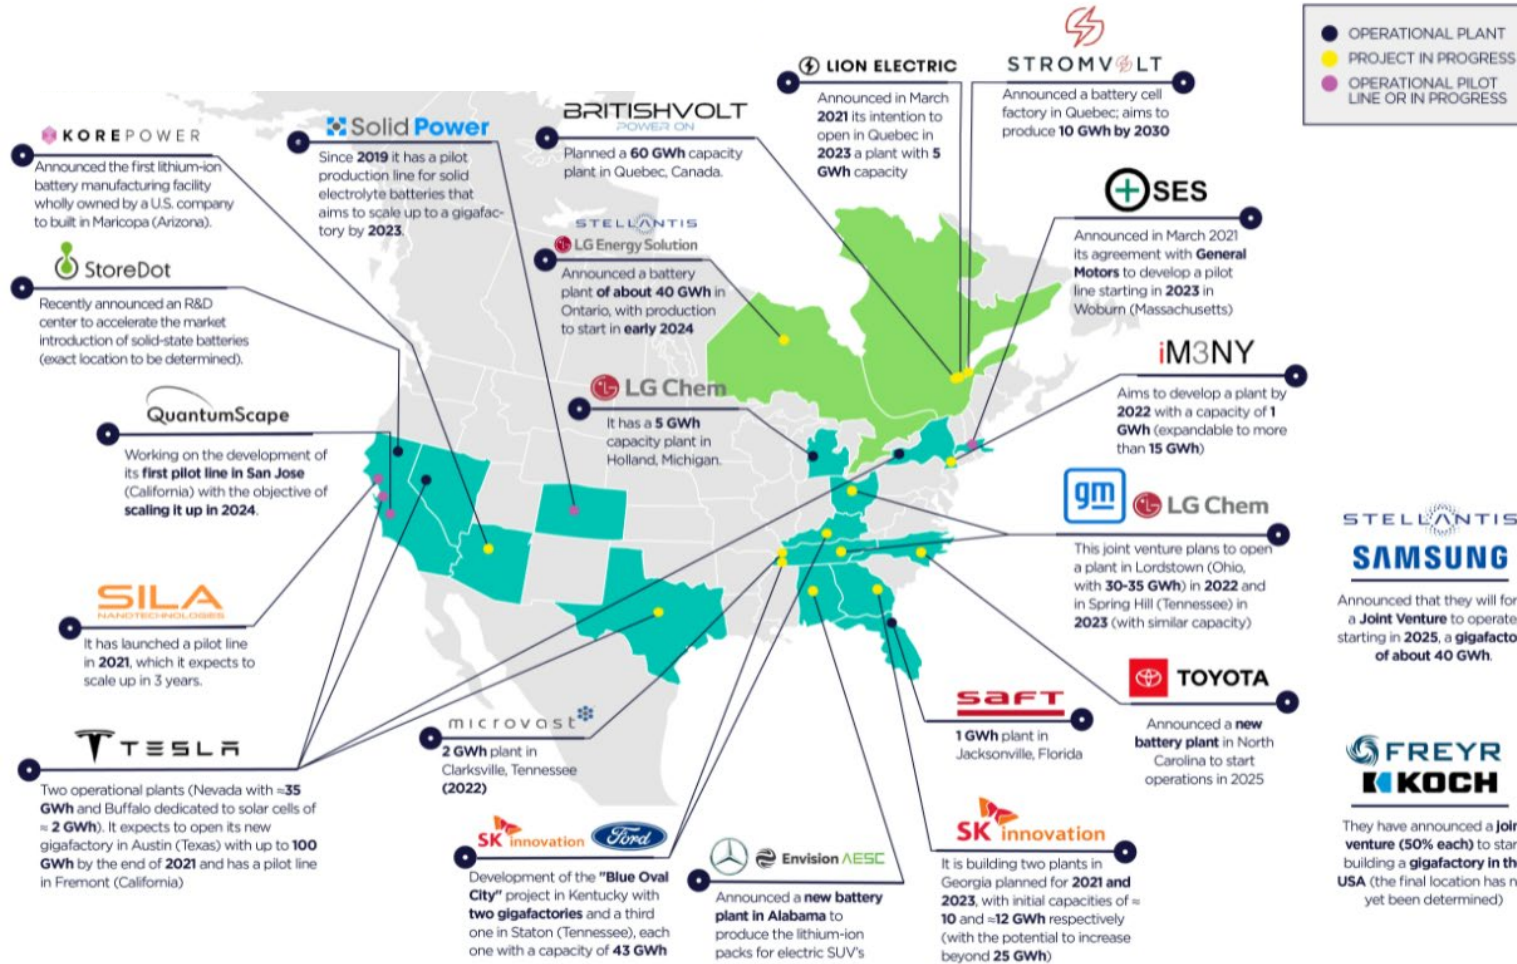 OPERATIONAL PLANT
PROJECT IN PROGRESS
OPERATIONAL PILOT
LINE OR IN PROGRESS
LION ELECTRIC
Announced in March
2021 its intention to
open in Quebec in
2023 a plant with 5
GWh capacity
STROMVOLT
Announced a battery cell
factory in Quebec; aims to
produce 10 GWh by 2030
BRITISHVOLT
POWER ON
Planned a 60 GWh capacity
plant in Quebec, Canada.
Solid Power
Since 2019 it has a pilot
production line for solid
electrolyte batteries that
aims to scale up to a gigafac-
tory by 2023.
KOREPOWER
Announced the first lithium-ion
battery manufacturing facility
wholly owned by a U.S. company
to built in Maricopa (Arizona).
SES
Announced in March 2021
its agreement with General
Motors to develop a pilot
line starting in 2023 in
Woburn (Massachusetts)
STELLANTIS
LG Energy Solution
Announced a battery
plant of about 40 GWh in
Ontario, with production
to start in early 2024
StoreDot
Recently announced an R&D
center to accelerate the market
introduction of solid-state batteries
(exact location to be determined).
iM3NY
Aims to develop a plant by
2022 with a capacity of 1
GWh (expandable to more
than 15 GWh)
LG Chem
It has a 5 GWh
capacity plant in
Holland, Michigan.
QuantumScape
Working on the development of
its first pilot line in San Jose
(California) with the objective of
scaling it up in 2024.
gm
LG Chem
This joint venture plans to open
a plant in Lordstown (Ohio,
with 30-35 GWh) in 2022 and
in Spring Hill (Tennessee) in
2023 (with similar capacity)
STELLANTIS
SAMSUNG
Announced that they will for
a Joint Venture to operate
starting in 2025, a gigafacto
of about 40 GWh.
SILA
NANOTECHNOLOGIES
It has launched a pilot line
in 2021, which it expects to
scale up in 3 years.
TOYOTA
Announced a new
battery plant in North
Carolina to start
operations in 2025
saft
1 GWh plant in
Jacksonville, Florida
microvast
2 GWh plant in
Clarksville, Tennessee
(2022)
TESLA
Two operational plants (Nevada with ≈35
GWh and Buffalo dedicated to solar cells of
≈ 2 GWh). It expects to open its new
gigafactory in Austin (Texas) with up to 100
GWh by the end of 2021 and has a pilot line
in Fremont (California)
FREYR
KOCH
They have announced a join
venture (50% each) to star
building a gigafactory in the
USA (the final location has n
yet been determined)
SK innovation
Ford
Development of the "Blue Oval
City" project in Kentucky with
two gigafactories and a third
one in Staton (Tennessee), each
one with a capacity of 43 GWh
Envision AESC
Announced a new battery
plant in Alabama to
produce the lithium-ion
packs for electric SUV's
SK innovation
It is building two plants in
Georgia planned for 2021 and
2023, with initial capacities of ≈
10 and ≈12 GWh respectively
(with the potential to increase
beyond 25 GWh)